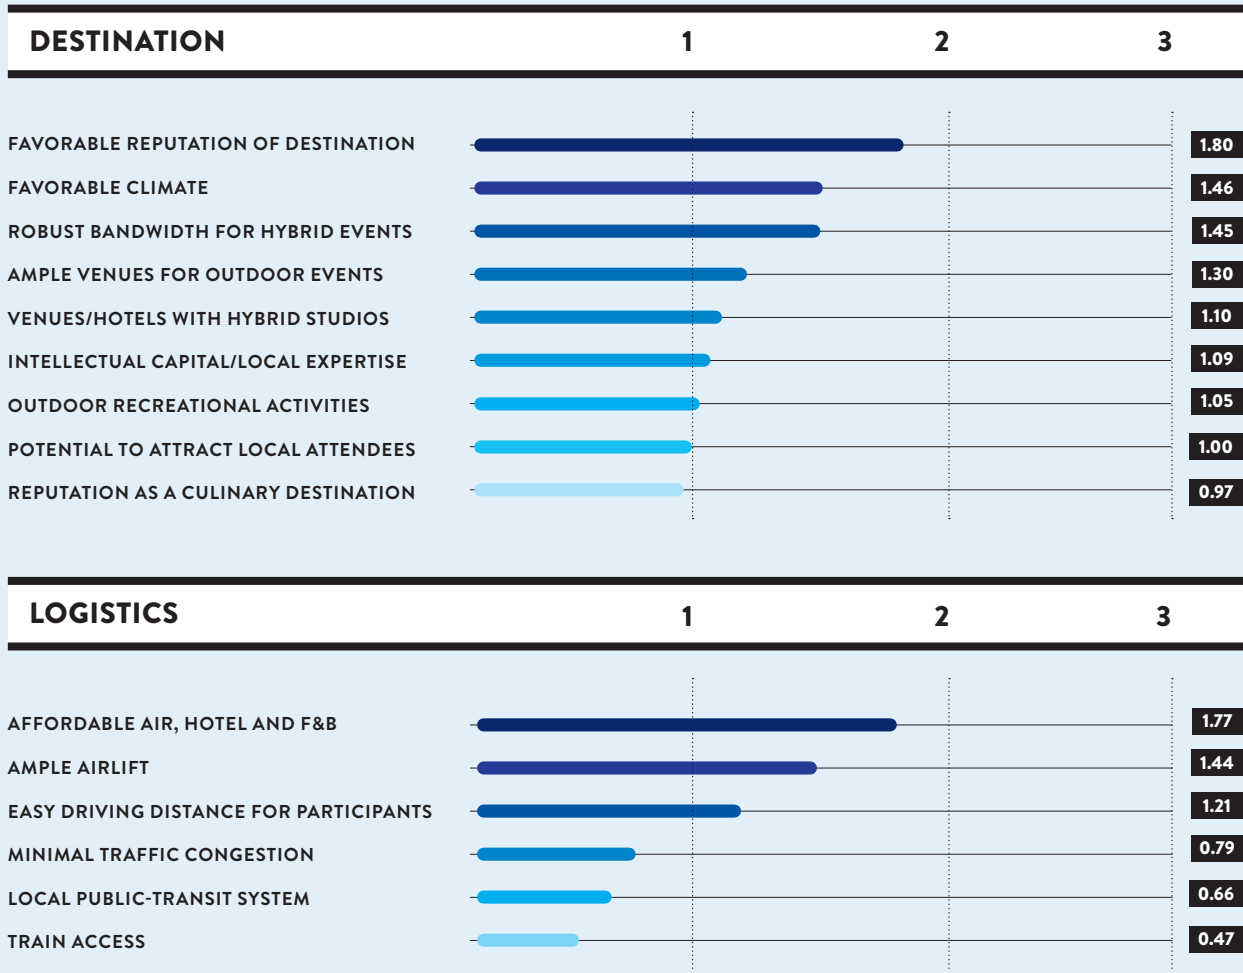 DESTINATION 1 2 3
FAVORABLE REPUTATION OF DESTINATION 1.80
FAVORABLE CLIMATE 1.46
ROBUST BANDWIDTH FOR HYBRID EVENTS 1.45
AMPLE VENUES FOR OUTDOOR EVENTS 1.30
VENUES/HOTELS WITH HYBRID STUDIOS 1.10
INTELLECTUAL CAPITAL/LOCAL EXPERTISE 1.09
OUTDOOR RECREATIONAL ACTIVITIES 1.05
POTENTIAL TO ATTRACT LOCAL ATTENDEES 1.00
REPUTATION AS A CULINARY DESTINATION 0.97
LOGISTICS 1 2 3
AFFORDABLE AIR, HOTEL AND F&B 1.77
AMPLE AIRLIFT 1.44
EASY DRIVING DISTANCE FOR PARTICIPANTS 1.21
MINIMAL TRAFFIC CONGESTION 0.79
LOCAL PUBLIC-TRANSIT SYSTEM 0.66
TRAIN ACCESS 0.47